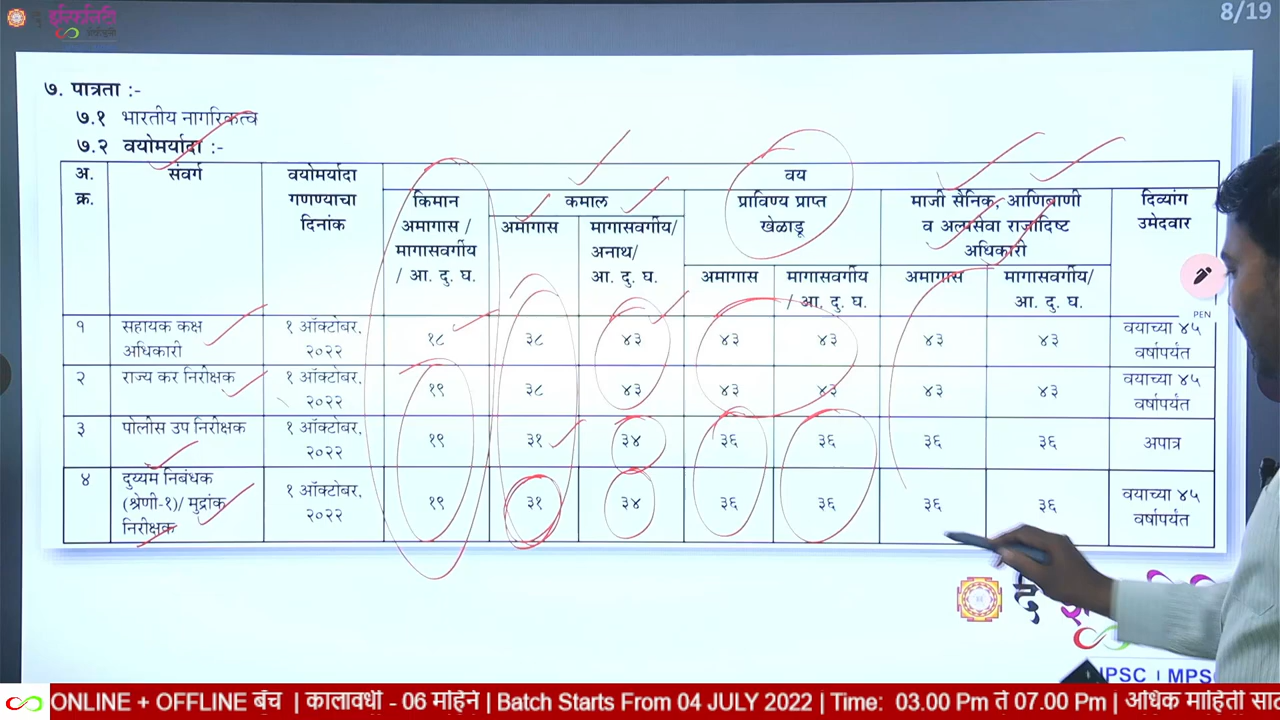 8/19
७. पात्रता :-
७.१ भारतीय नागरिकत्व
७.२ वयोमर्यादा :-
अ. क्र.
संवर्ग
वयोमर्यादा गणण्याचा दिनांक
वय
किमान अमागास / मागासवर्गीय / आ. दु. घ.
कमाल
प्राविण्य प्राप्त खेळाडू
माजी सैनिक, आणिबाणी व अल्पसेवा राजादिष्ट अधिकारी
दिव्यांग उमेदवार
अमागास
मागासवर्गीय/ अनाथ/ आ. दु. घ.
अमागास
मागासवर्गीय / आ. दु. घ.
अमागास
मागासवर्गीय/ आ. दु. घ.
१ सहायक कक्ष अधिकारी १ ऑक्टोबर, २०२२ १८ ३८ ४३ ४३ ४३ ४३ ४३ वयाच्या ४५ वर्षापर्यंत
२ राज्य कर निरीक्षक १ ऑक्टोबर, २०२२ १९ ३८ ४३ ४३ ४३ ४३ ४३ वयाच्या ४५ वर्षापर्यंत
३ पोलीस उप निरीक्षक १ ऑक्टोबर, २०२२ १९ ३१ ३४ ३६ ३६ ३६ ३६ अपात्र
४ दुय्यम निबंधक (श्रेणी-१)/ मुद्रांक निरीक्षक १ ऑक्टोबर, २०२२ १९ ३१ ३४ ३६ ३६ ३६ ३६ वयाच्या ४५ वर्षापर्यंत
PEN
दि
ONLINE + OFFLINE बॅच | कालावधी - 06 महिने | Batch Starts From 04 JULY 2022 | Time: 03.00 Pm ते 07.00 Pm | अधिक माहिती